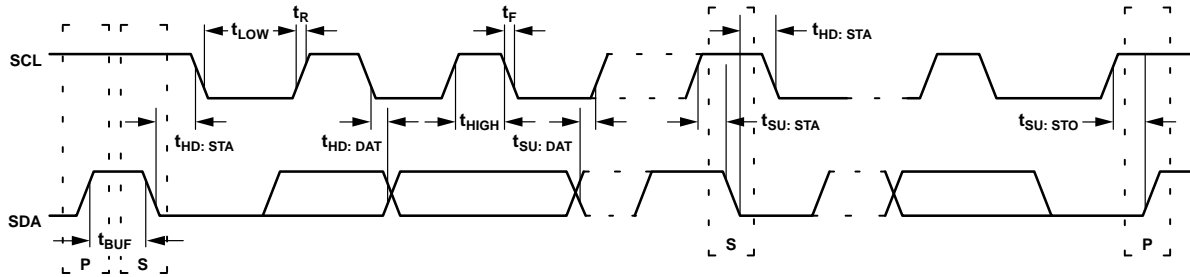 tR
tF
tLOW
tHD: STA
SCL
tHD: STA
tHD: DAT
tHIGH
tSU: DAT
tSU: STA
tSU: STO
SDA
tBUF
P
S
S
P